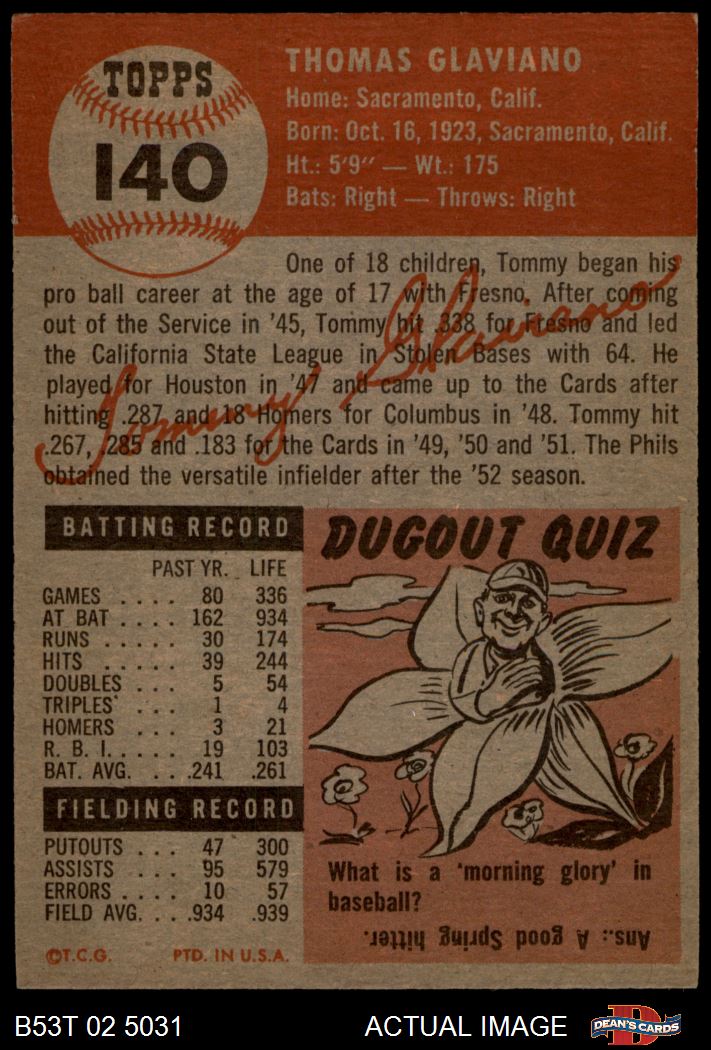 TOPPS
140
THOMAS GLAVIANO
Home: Sacramento, Calif.
Born: Oct. 16, 1923, Sacramento, Calif.
Ht.: 5'9" — Wt.: 175
Bats: Right — Throws: Right
One of 18 children, Tommy began his
pro ball career at the age of 17 with Fresno. After coming
out of the Service in '45, Tommy hit .338 for Fresno and led
the California State League in Stolen Bases with 64. He
played for Houston in '47 and came up to the Cards after
hitting .287 and 18 Homers for Columbus in '48. Tommy hit
.267, .285 and .183 for the Cards in '49, '50 and '51. The Phils
obtained the versatile infielder after the '52 season.
Tommy Glaviano
BATTING RECORD
PAST YR. LIFE
GAMES .... 80 336
AT BAT .... 162 934
RUNS ..... 30 174
HITS ..... 39 244
DOUBLES ... 5 54
TRIPLES ... 1 4
HOMERS ... 3 21
R. B. I. .... 19 103
BAT. AVG. ... .241 .261
FIELDING RECORD
PUTOUTS ... 47 300
ASSISTS ... 95 579
ERRORS .... 10 57
FIELD AVG. .. .934 .939
©T.C.G. PTD. IN U.S.A.
DUGOUT QUIZ
What is a 'morning glory' in
baseball?
Ans.: A good Spring hitter.
B53T 02 5031 ACTUAL IMAGE
D
DEAN'S CARDS